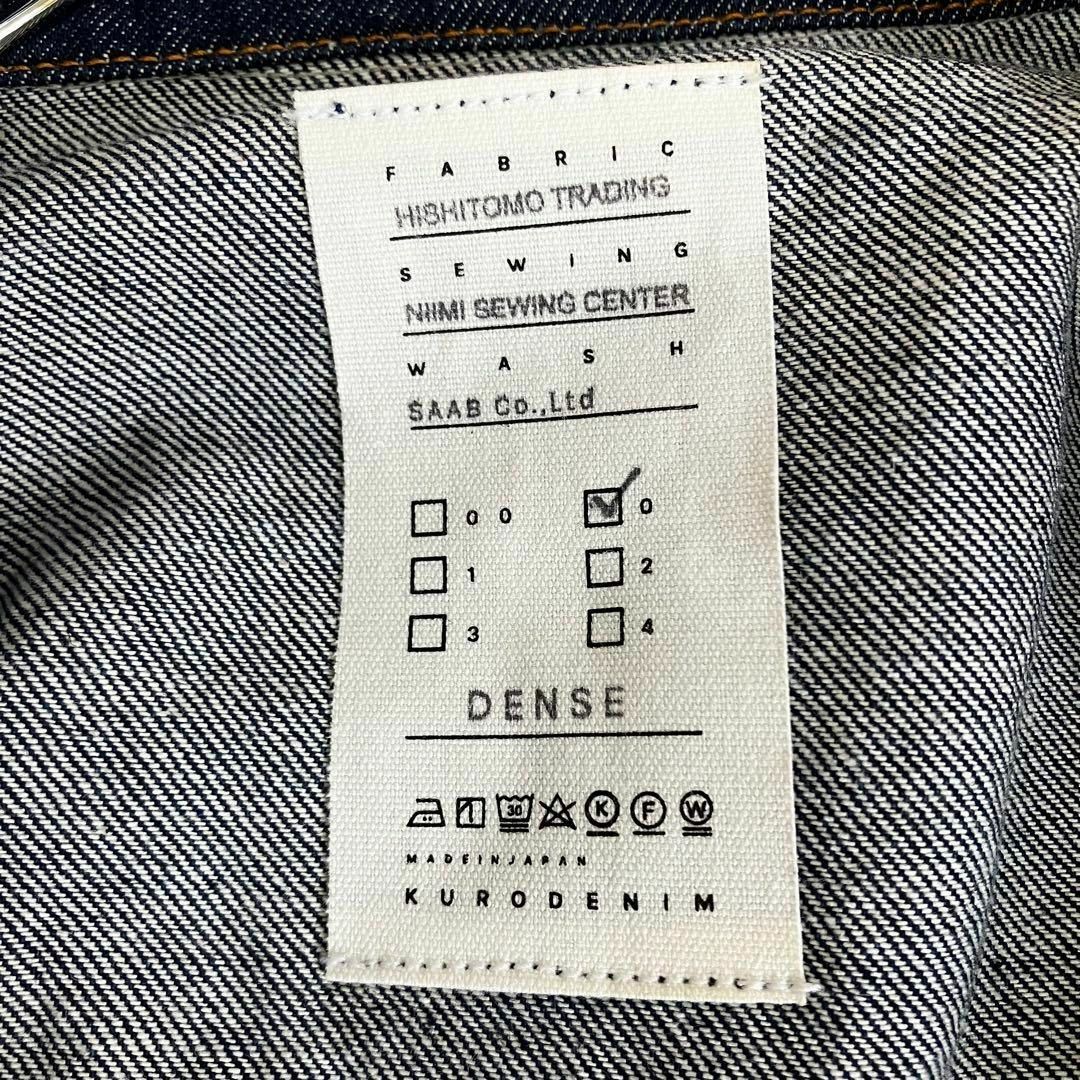 FABRIC
HISHITOMO TRADING
SEWING
NIIMI SEWING CENTER
WASH
SAAB Co.,Ltd
00 0
1 2
3 4
DENSE
30 K F W
MADEINJAPAN
KURODENIM